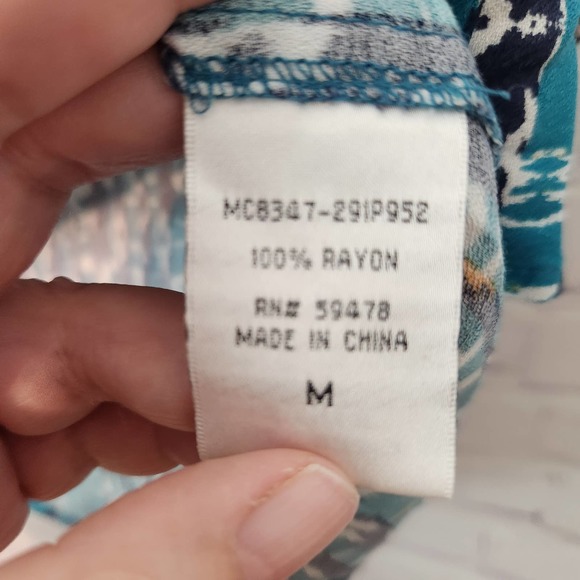 MC8347-291P952
100% RAYON
RN# 59478
MADE IN CHINA
M